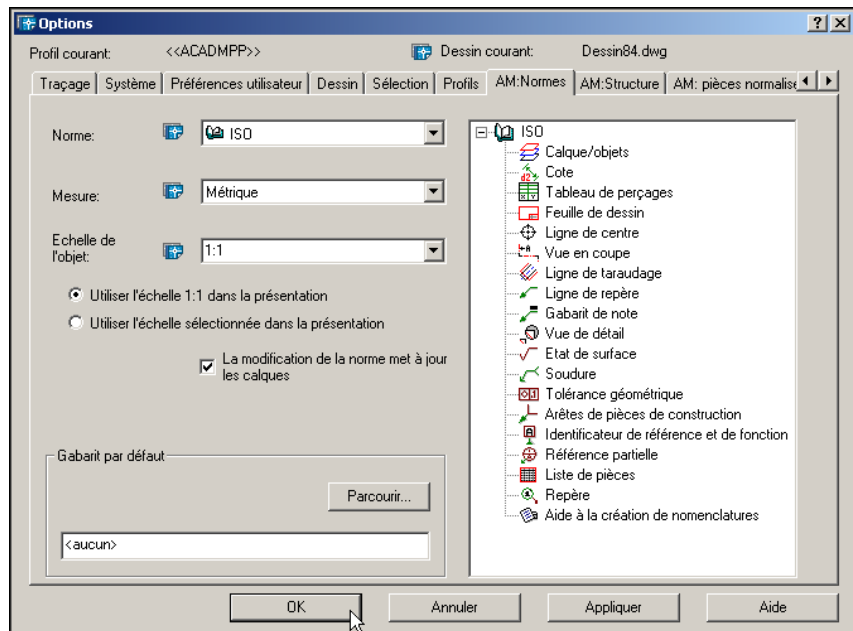 Options
Profil courant: <<ACADMPP>> Dessin courant: Dessin84.dwg
Traçage Système Préférences utilisateur Dessin Sélection Profils AM:Normes AM:Structure AM: pièces normalise
Norme: ISO
Mesure: Métrique
Echelle de l'objet: 1:1
Utiliser l'échelle 1:1 dans la présentation
Utiliser l'échelle sélectionnée dans la présentation
La modification de la norme met à jour
les calques
Gabarit par défaut
Parcourir...
<aucun>
ISO
Calque/objets
Cote
Tableau de perçages
Feuille de dessin
Ligne de centre
Vue en coupe
Ligne de taraudage
Ligne de repère
Gabarit de note
Vue de détail
Etat de surface
Soudure
Tolérance géométrique
Arêtes de pièces de construction
Identificateur de référence et de fonction
Référence partielle
Liste de pièces
Repère
Aide à la création de nomenclatures
OK Annuler Appliquer Aide